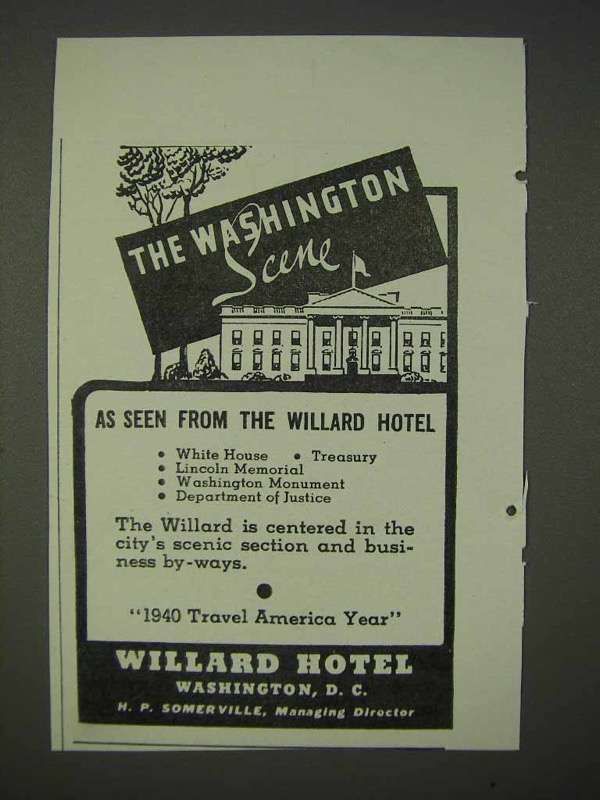 THE WASHINGTON
Scene
AS SEEN FROM THE WILLARD HOTEL
• White House • Treasury
• Lincoln Memorial
• Washington Monument
• Department of Justice
The Willard is centered in the
city's scenic section and busi-
ness by-ways.
•
"1940 Travel America Year"
WILLARD HOTEL
WASHINGTON, D. C.
H. P. SOMERVILLE, Managing Director